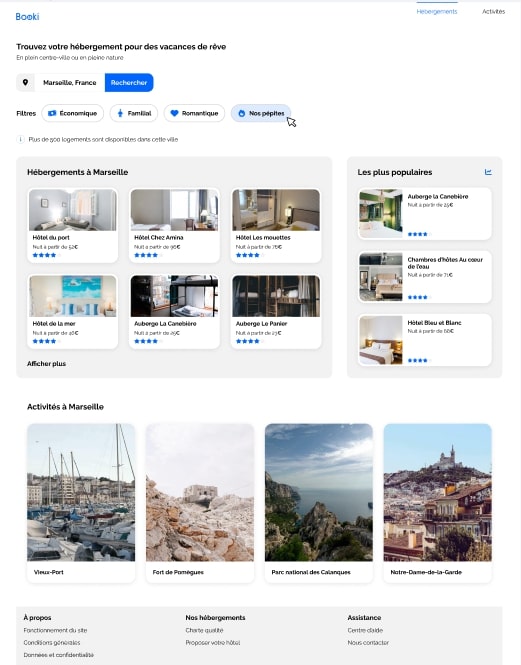 Booki
Hébergements
Activités
Trouvez votre hébergement pour des vacances de rêve
En plein centre-ville ou en pleine nature
Marseille, France
Rechercher
Filtres
Économique
Familial
Romantique
Nos pépites
Plus de 500 logements sont disponibles dans cette ville
Hébergements à Marseille
Hôtel du port
Nuit à partir de 52€
Hôtel Chez Amina
Nuit à partir de 96€
Hôtel Les mouettes
Nuit à partir de 76€
Hôtel de la mer
Nuit à partir de 46€
Auberge La Canebière
Nuit à partir de 25€
Auberge Le Panier
Nuit à partir de 23€
Afficher plus
Les plus populaires
Auberge la Canebière
Nuit à partir de 25€
Chambres d'hôtes Au cœur
de l'eau
Nuit à partir de 71€
Hôtel Bleu et Blanc
Nuit à partir de 68€
Activités à Marseille
Vieux-Port
Fort de Pomègues
Parc national des Calanques
Notre-Dame-de-la-Garde
À propos
Fonctionnement du site
Conditions générales
Données et confidentialité
Nos hébergements
Charte qualité
Proposer votre hôtel
Assistance
Centre d'aide
Nous contacter